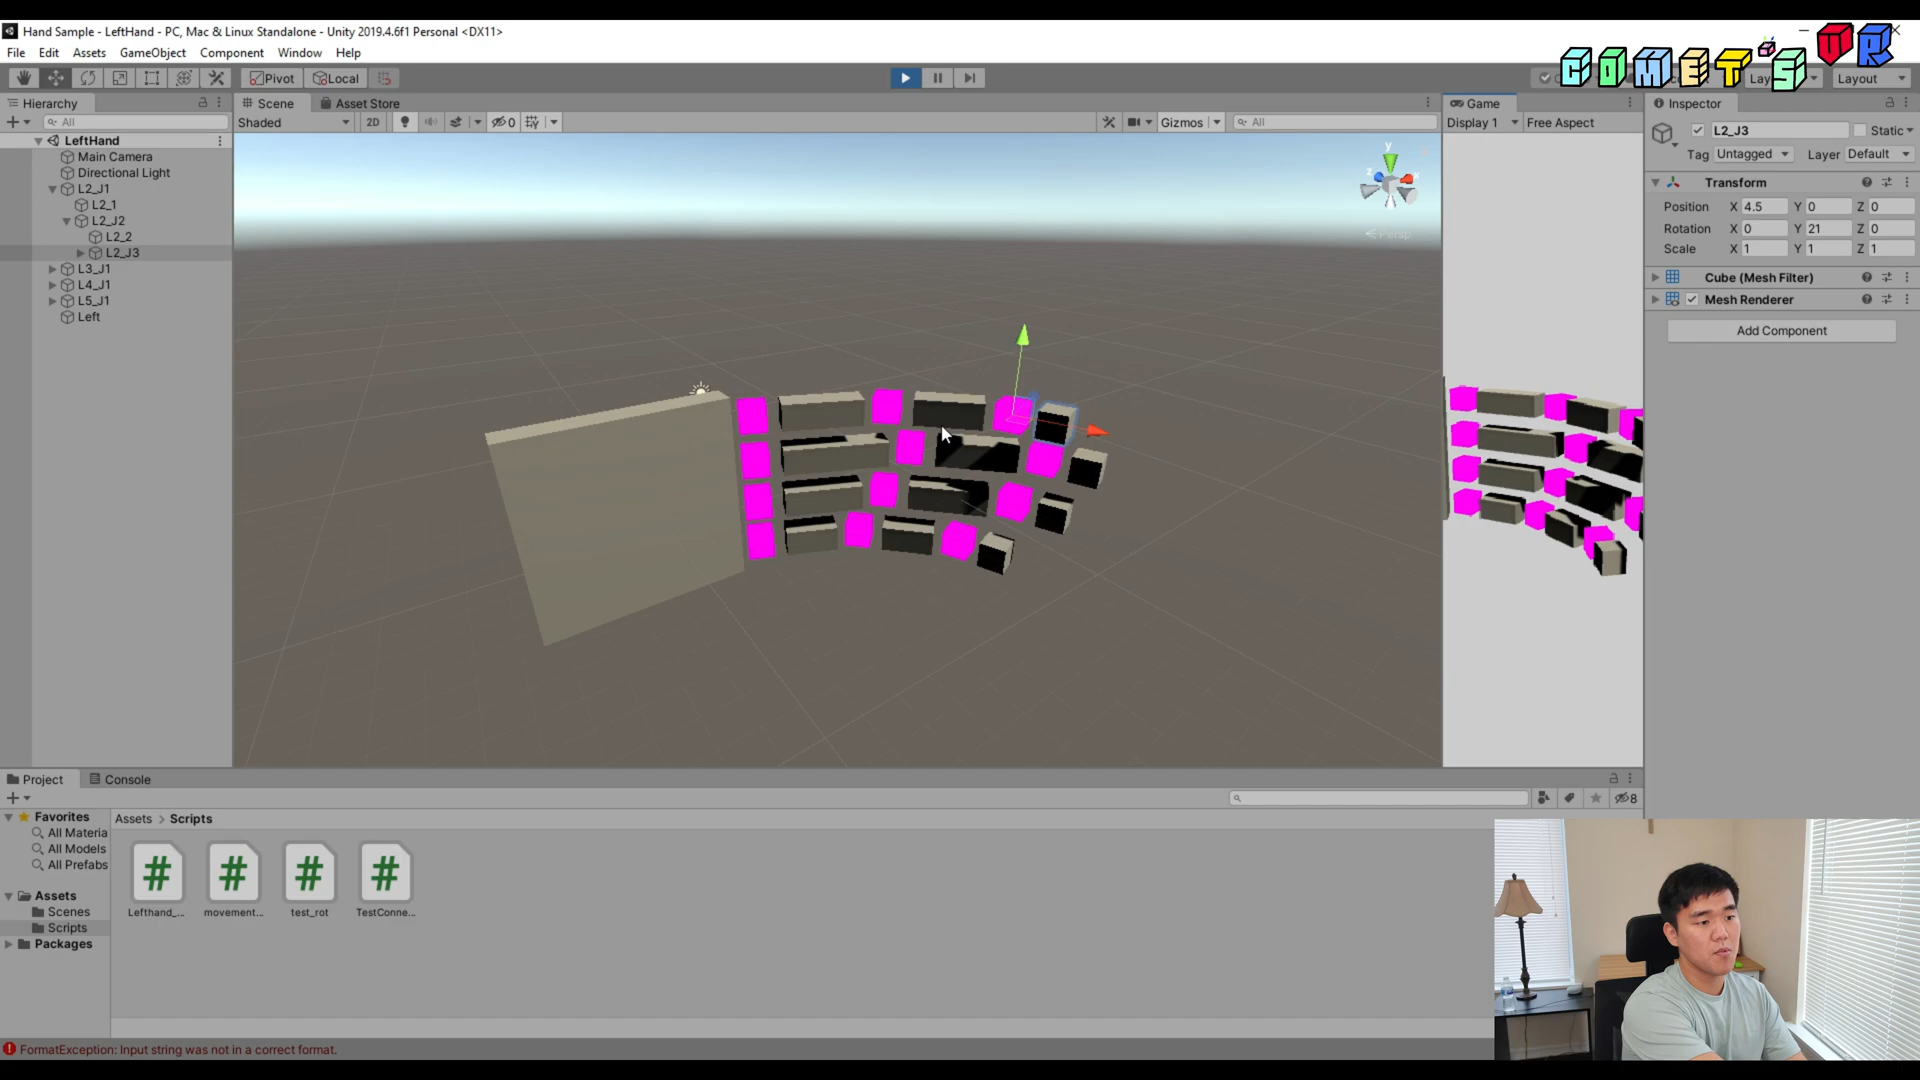 Hand Sample - LeftHand - PC, Mac & Linux Standalone - Unity 2019.4.6f1 Personal <DX11>
File Edit Assets GameObject Component Window Help
COMET'S VR
Pivot Local Layout
Hierarchy
Scene Asset Store
Game
Inspector
All
Shaded 2D 0 Gizmos All
Display 1 Free Aspect
LeftHand
Main Camera
Directional Light
L2_J1
L2_1
L2_J2
L2_2
L2_J3
L3_J1
L4_J1
L5_J1
Left
y
x
z
Persp
L2_J3 Static
Tag Untagged Layer Default
Transform
Position X 4.5 Y 0 Z 0
Rotation X 0 Y 21 Z 0
Scale X 1 Y 1 Z 1
Cube (Mesh Filter)
Mesh Renderer
Add Component
Project Console
8
Favorites
All Materia
All Models
All Prefabs
Assets
Scenes
Scripts
Packages
Assets > Scripts
# # # #
Lefthand_... movement... test_rot TestConne...
FormatException: Input string was not in a correct format.